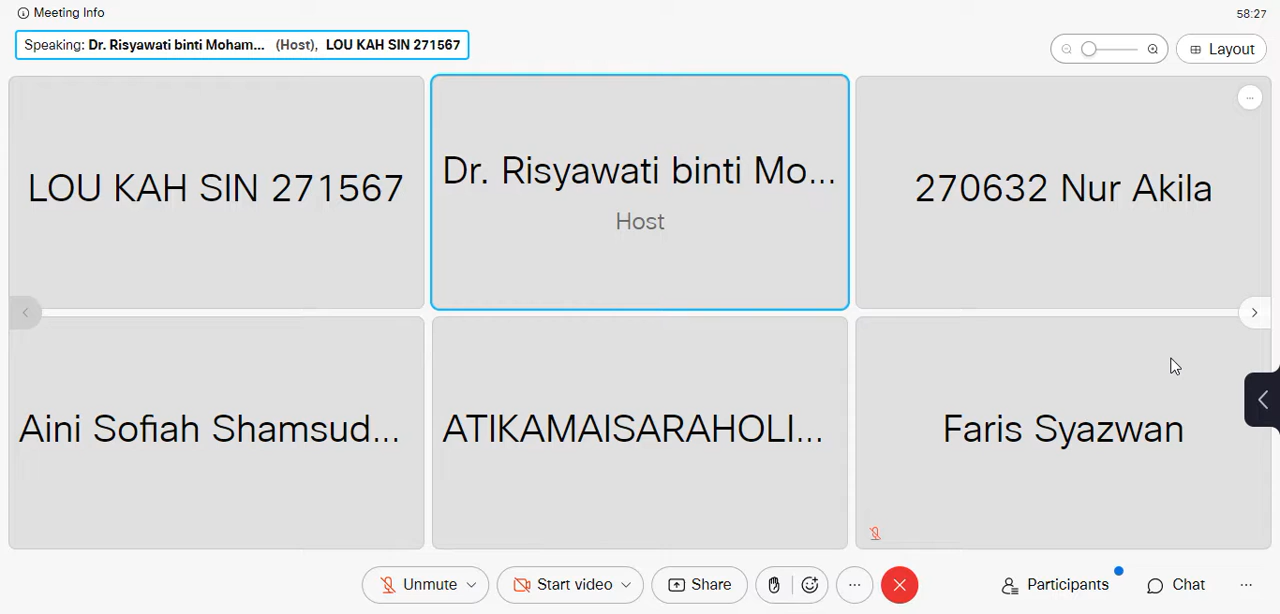 Meeting Info
58:27
Speaking: Dr. Risyawati binti Moham... (Host), LOU KAH SIN 271567
Layout
LOU KAH SIN 271567
Dr. Risyawati binti Mo...
Host
270632 Nur Akila
Aini Sofiah Shamsud...
ATIKAMAISARAHOLI...
Faris Syazwan
Unmute
Start video
Share
Participants
Chat